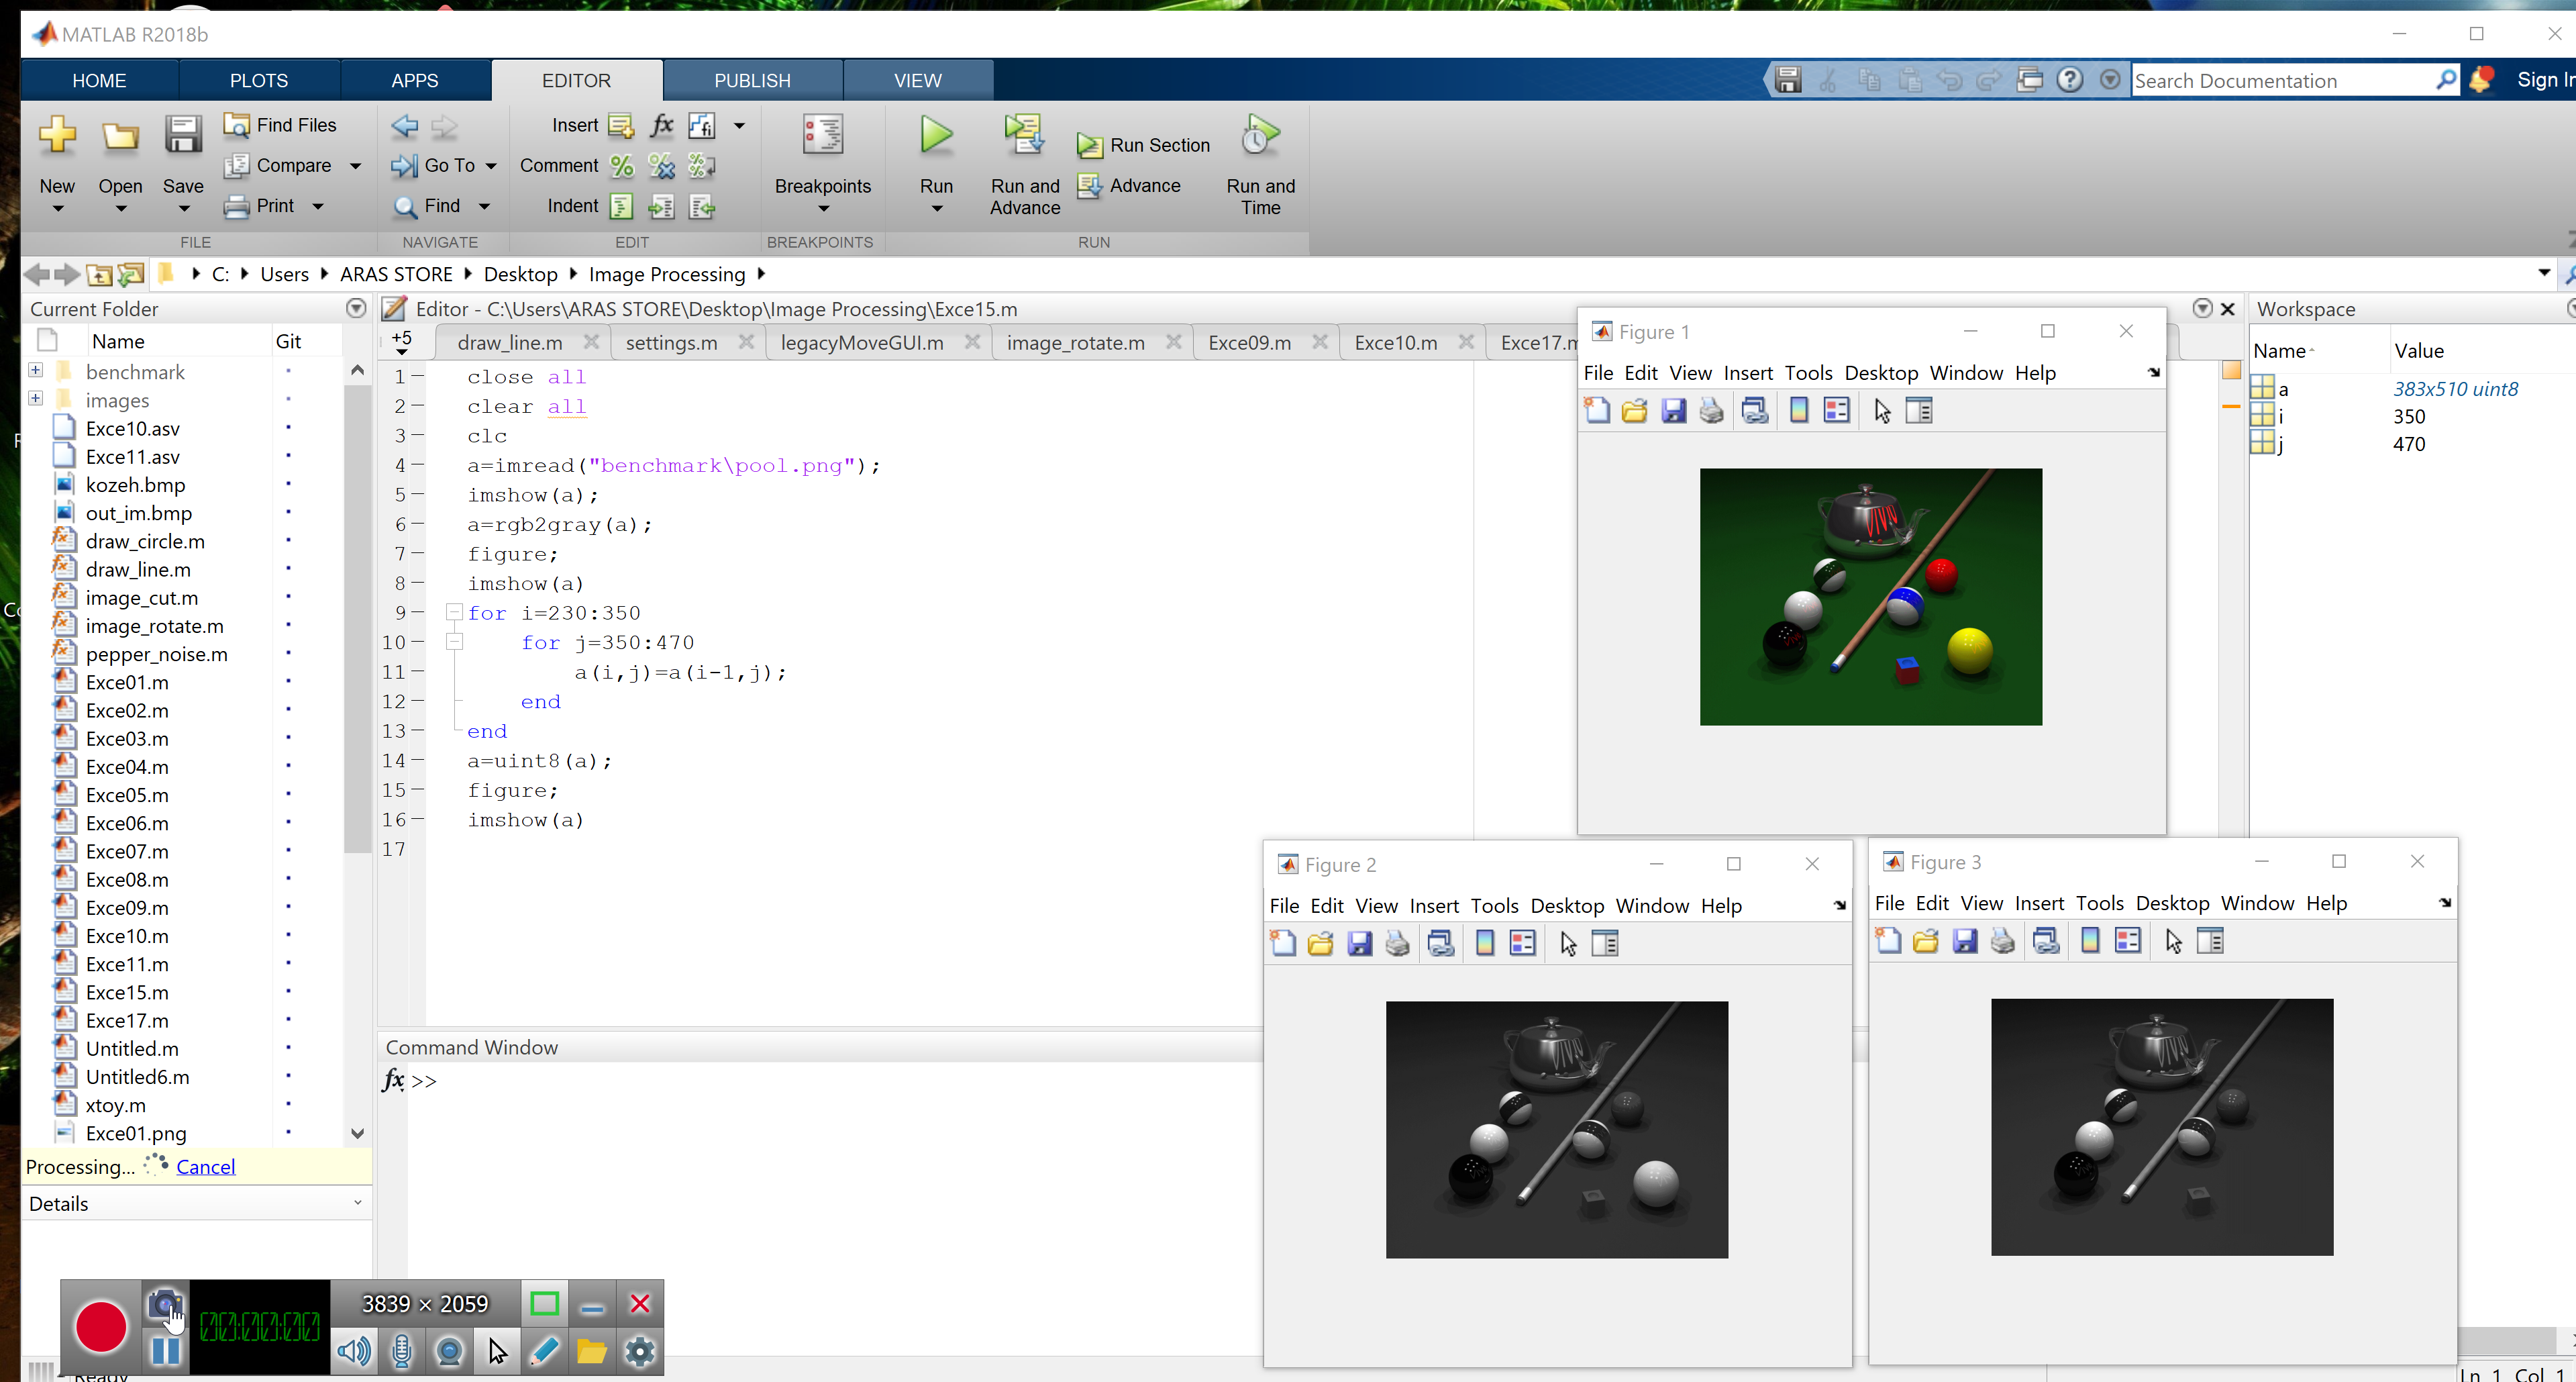 MATLAB R2018b
HOME PLOTS APPS EDITOR PUBLISH VIEW
Search Documentation
New Open Save
Find Files
Compare
Print
FILE
Go To
Find
NAVIGATE
Insert
Comment
Indent
EDIT
Breakpoints
BREAKPOINTS
Run
Run and Advance
Run Section
Advance
Run and Time
RUN
C: Users ARAS STORE Desktop Image Processing
Current Folder
Name Git
benchmark
images
Exce10.asv
Exce11.asv
kozeh.bmp
out_im.bmp
draw_circle.m
draw_line.m
image_cut.m
image_rotate.m
pepper_noise.m
Exce01.m
Exce02.m
Exce03.m
Exce04.m
Exce05.m
Exce06.m
Exce07.m
Exce08.m
Exce09.m
Exce10.m
Exce11.m
Exce15.m
Exce17.m
Untitled.m
Untitled6.m
xtoy.m
Exce01.png
Processing... Cancel
Details
Editor - C:\Users\ARAS STORE\Desktop\Image Processing\Exce15.m
+5 draw_line.m settings.m legacyMoveGUI.m image_rotate.m Exce09.m Exce10.m Exce17.m
1 close all
2 clear all
3 clc
4 a=imread("benchmark\pool.png");
5 imshow(a);
6 a=rgb2gray(a);
7 figure;
8 imshow(a)
9 for i=230:350
10 for j=350:470
11 a(i,j)=a(i-1,j);
12 end
13 end
14 a=uint8(a);
15 figure;
16 imshow(a)
17
Command Window
fx >>
Workspace
Name Value
a 383x510 uint8
i 350
j 470
Figure 1
File Edit View Insert Tools Desktop Window Help
Figure 2
File Edit View Insert Tools Desktop Window Help
Figure 3
File Edit View Insert Tools Desktop Window Help
00:00:00
3839 × 2059
Ready
Ln 1 Col 1